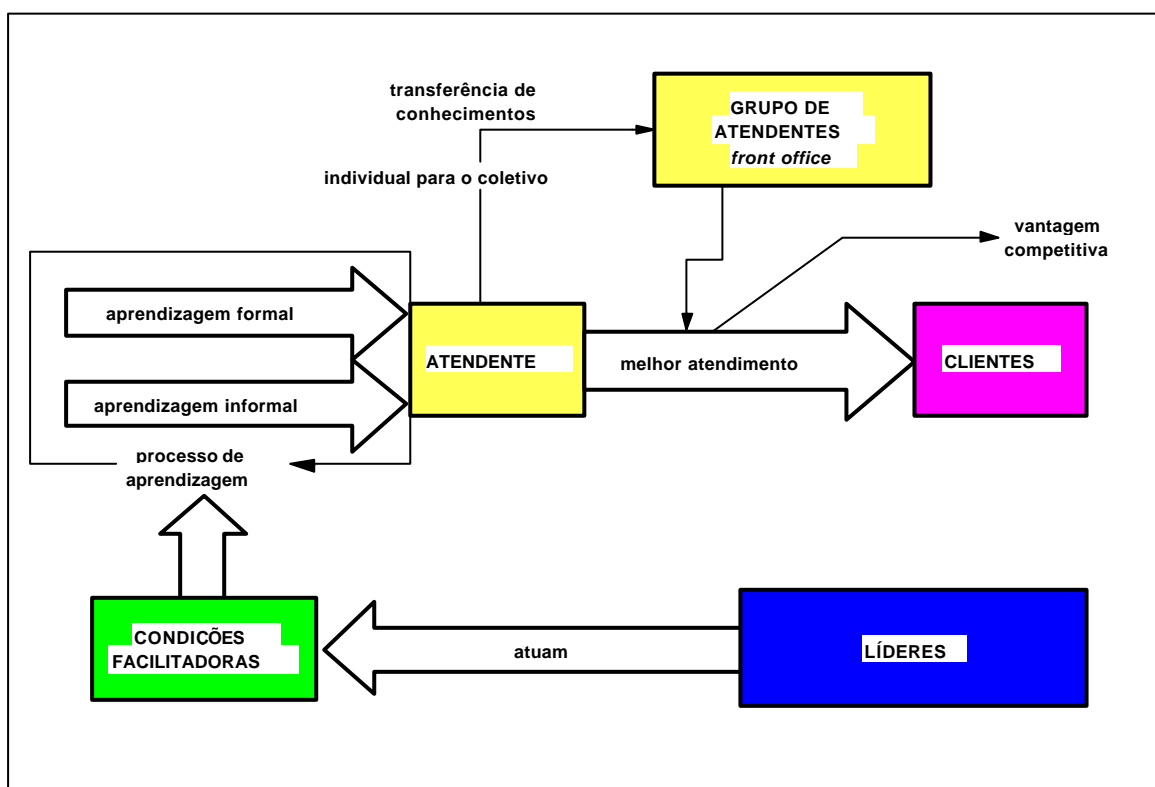 transferência de
conhecimentos
individual para o coletivo
GRUPO DE
ATENDENTES
front office
vantagem
competitiva
aprendizagem formal
aprendizagem informal
ATENDENTE
melhor atendimento
CLIENTES
processo de
aprendizagem
CONDIÇÕES
FACILITADORAS
atuam
LÍDERES